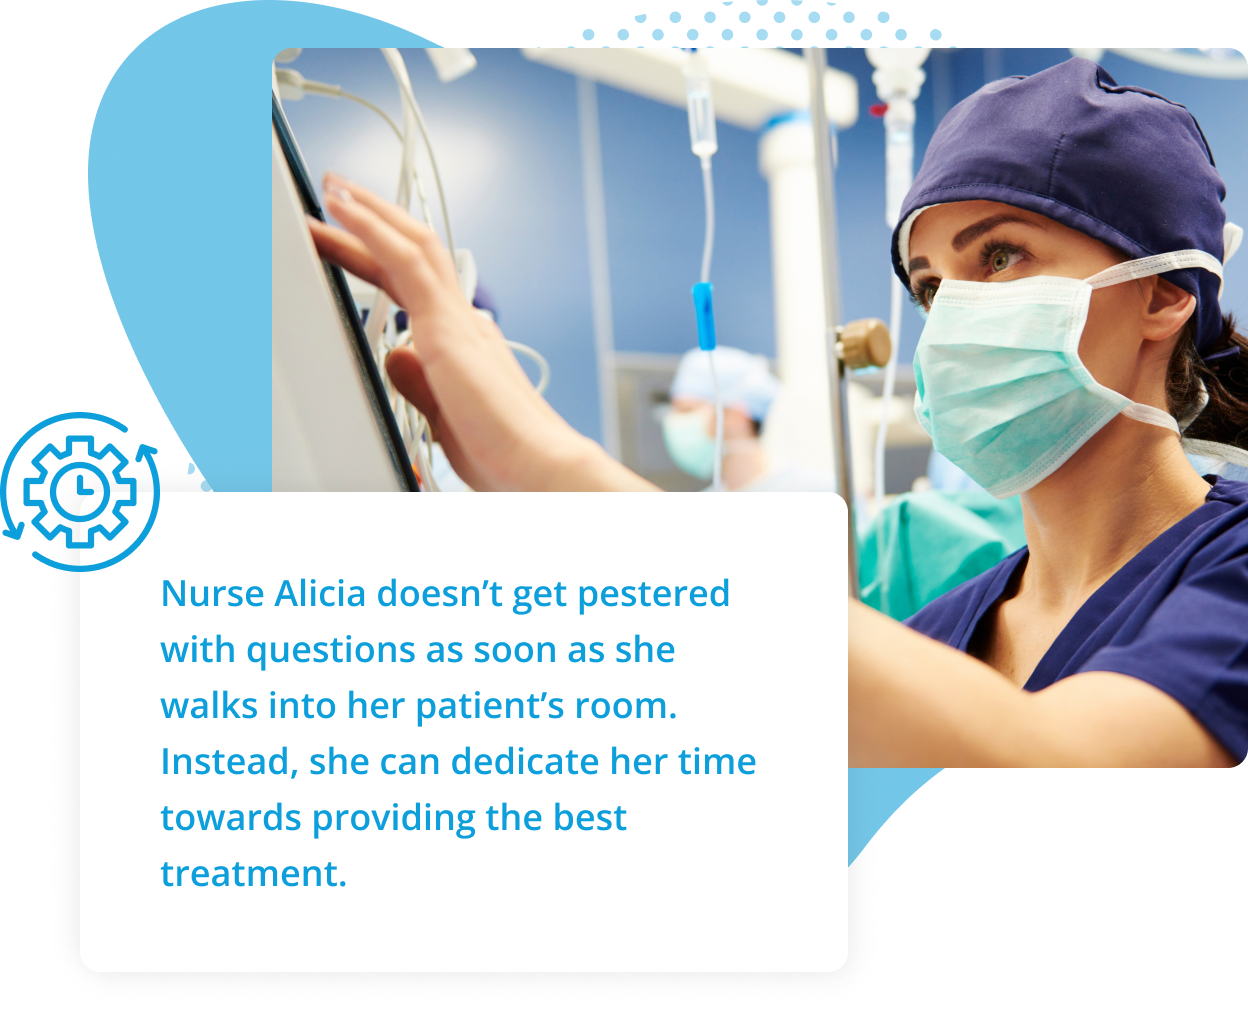 Nurse Alicia doesn’t get pestered
with questions as soon as she
walks into her patient’s room.
Instead, she can dedicate her time
towards providing the best
treatment.